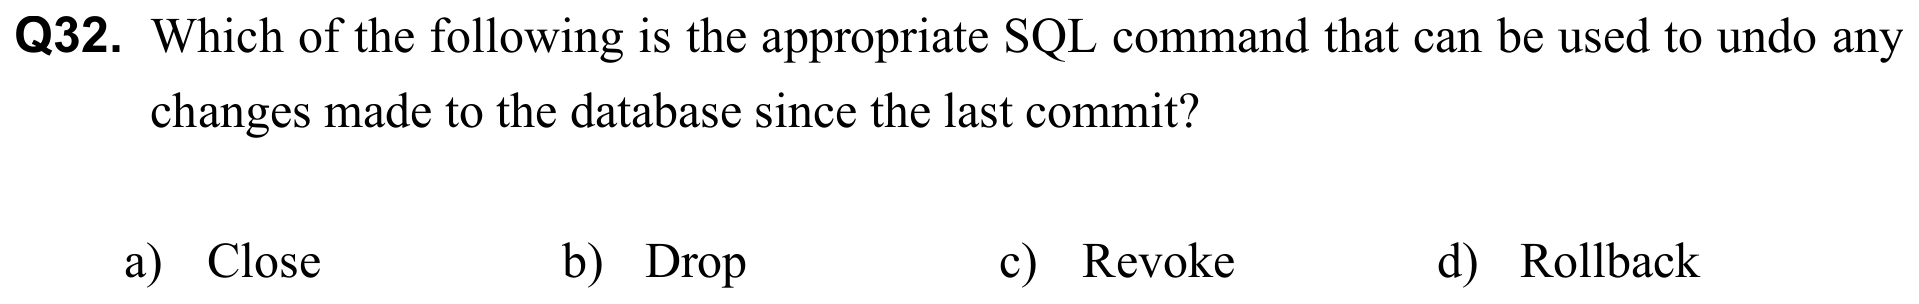 Q32. Which of the following is the appropriate SQL command that can be used to undo any
changes made to the database since the last commit?
a) Close b) Drop c) Revoke d) Rollback